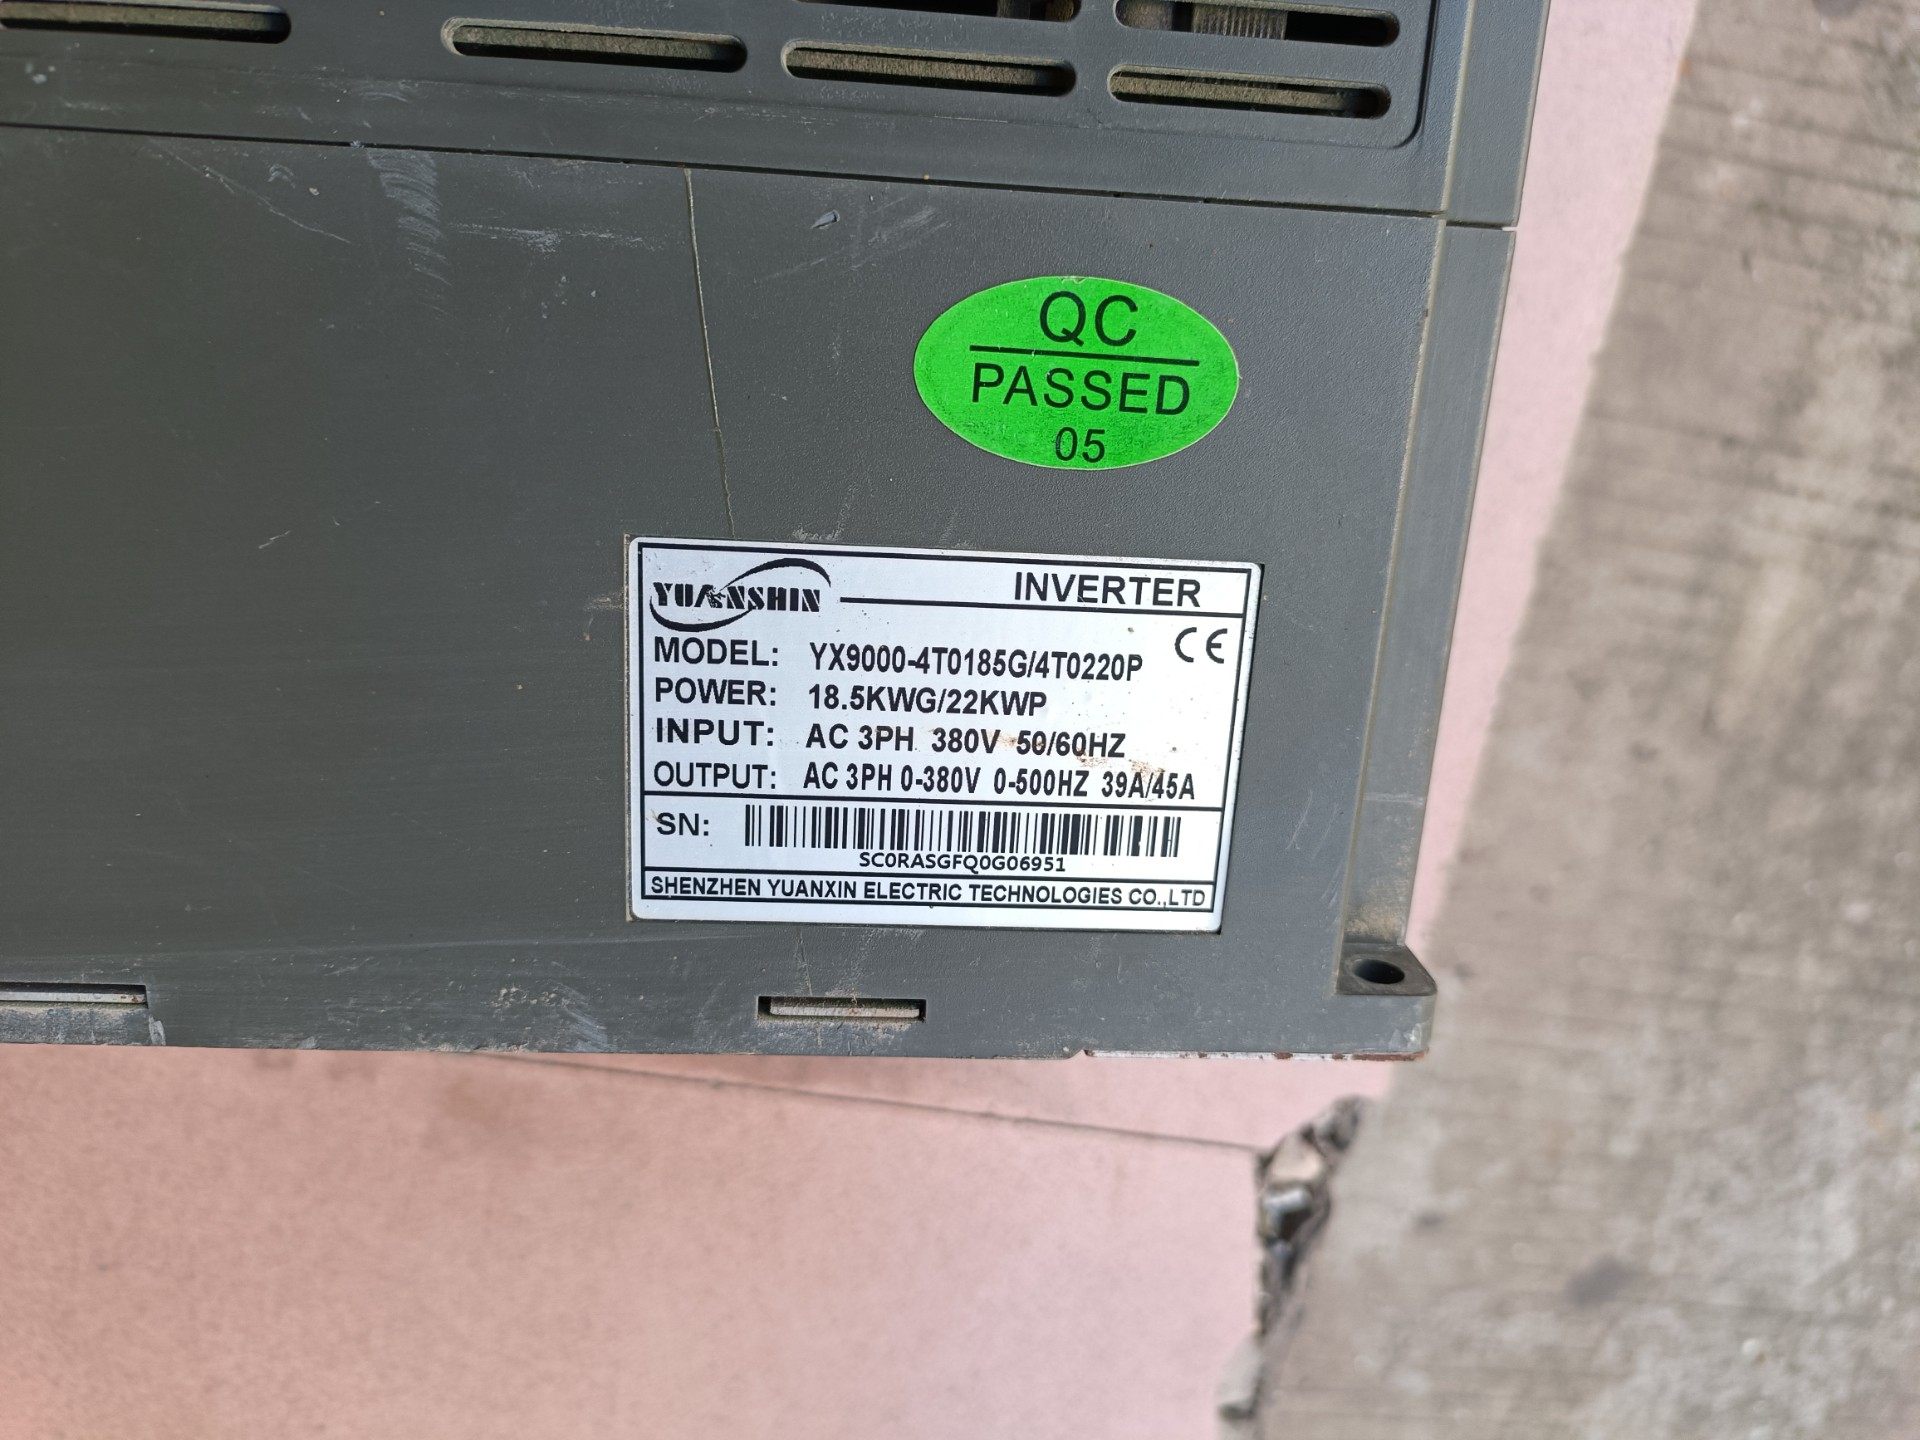 QC
PASSED
05
YUANSHIN INVERTER
CE
MODEL: YX9000-4T0185G/4T0220P
POWER: 18.5KWG/22KWP
INPUT: AC 3PH 380V 50/60HZ
OUTPUT: AC 3PH 0-380V 0-500HZ 39A/45A
SN:
SC0RASGFQ0G06951
SHENZHEN YUANXIN ELECTRIC TECHNOLOGIES CO.,LTD